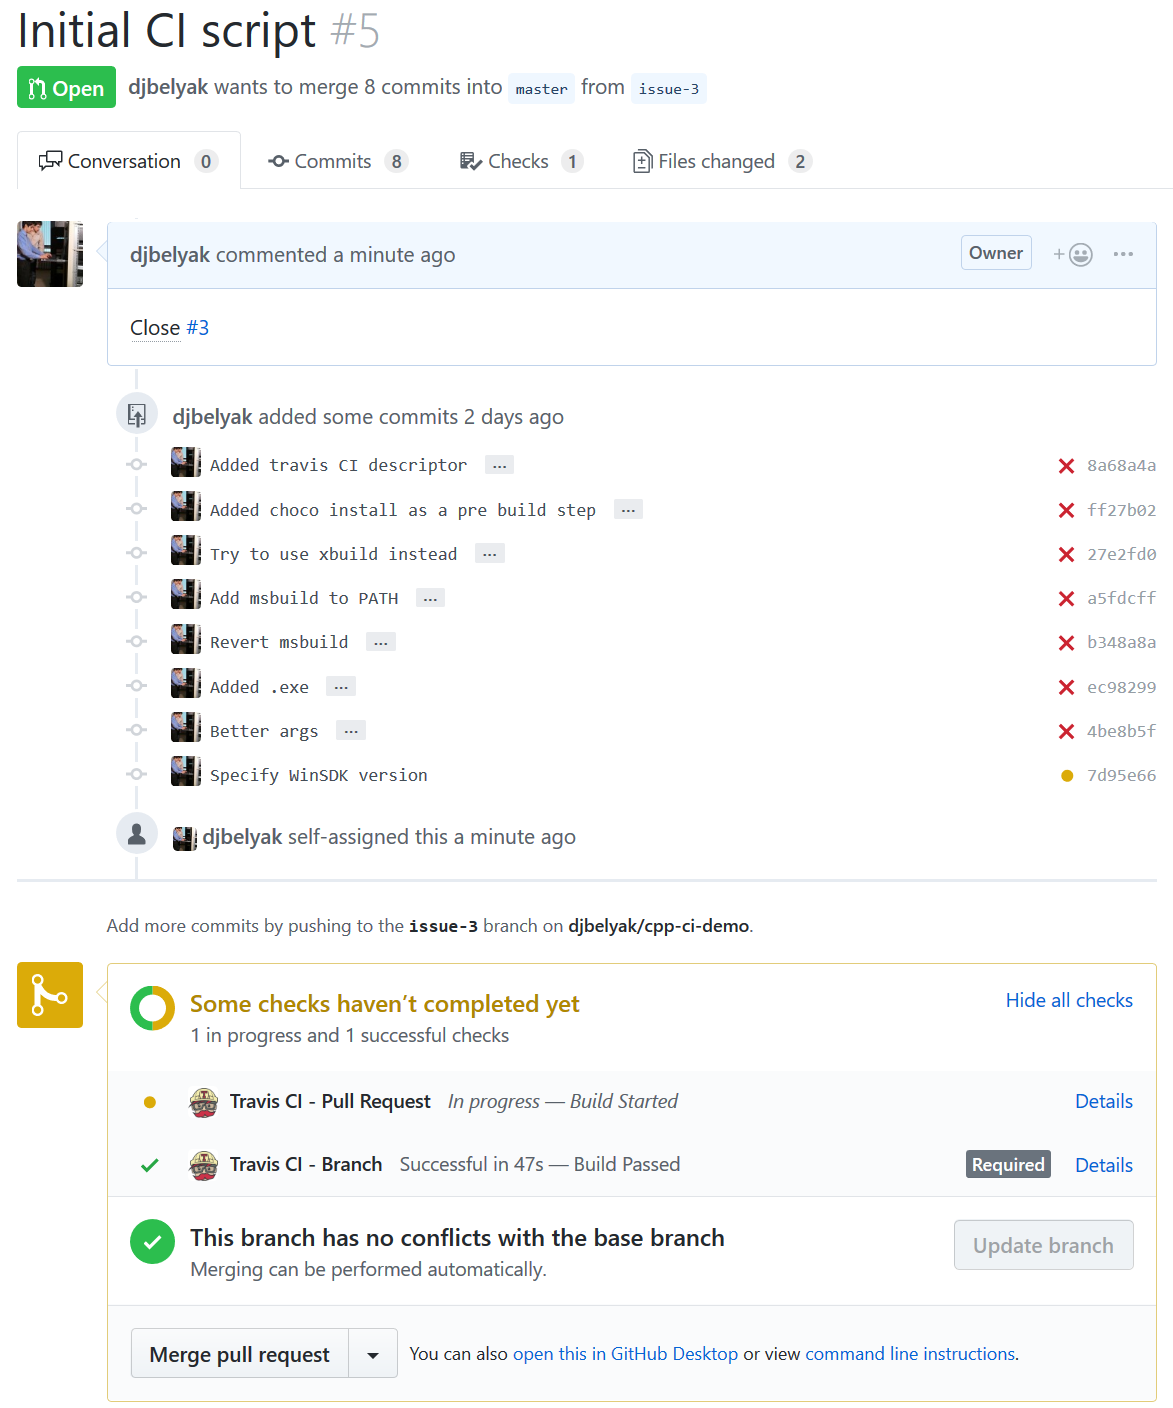 Initial CI script #5
Open djbelyak wants to merge 8 commits into master from issue-3
Conversation 0 Commits 8 Checks 1 Files changed 2
djbelyak commented a minute ago Owner + ...
Close #3
djbelyak added some commits 2 days ago
Added travis CI descriptor ... 8a68a4a
Added choco install as a pre build step ... ff27b02
Try to use xbuild instead ... 27e2fd0
Add msbuild to PATH ... a5fdcff
Revert msbuild ... b348a8a
Added .exe ... ec98299
Better args ... 4be8b5f
Specify WinSDK version 7d95e66
djbelyak self-assigned this a minute ago
Add more commits by pushing to the issue-3 branch on djbelyak/cpp-ci-demo.
Some checks haven’t completed yet Hide all checks
1 in progress and 1 successful checks
Travis CI - Pull Request In progress — Build Started Details
Travis CI - Branch Successful in 47s — Build Passed Required Details
This branch has no conflicts with the base branch Update branch
Merging can be performed automatically.
Merge pull request You can also open this in GitHub Desktop or view command line instructions.